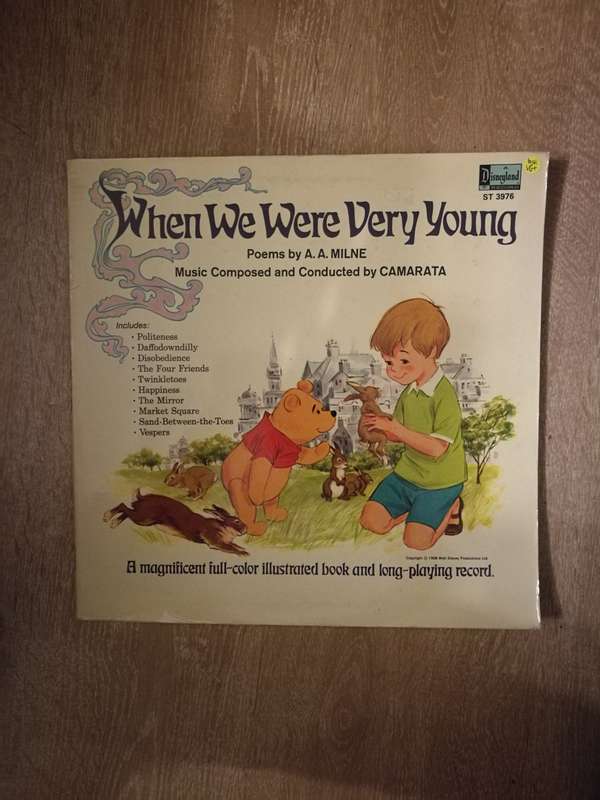 Disneyland
ST 3976
When We Were Very Young
Poems by A. A. MILNE
Music Composed and Conducted by CAMARATA
Includes:
• Politeness
• Daffodowndilly
• Disobedience
• The Four Friends
• Twinkletoes
• Happiness
• The Mirror
• Market Square
• Sand-Between-the-Toes
• Vespers
A magnificent full-color illustrated book and long-playing record.